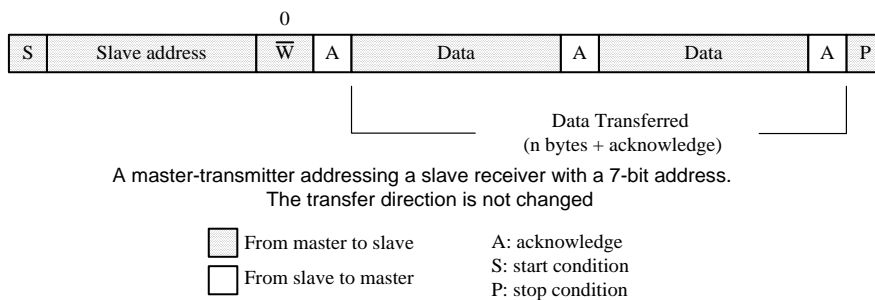 0
S Slave address W̅ A Data A Data A P
Data Transferred
(n bytes + acknowledge)
A master-transmitter addressing a slave receiver with a 7-bit address.
The transfer direction is not changed
From master to slave
From slave to master
A: acknowledge
S: start condition
P: stop condition